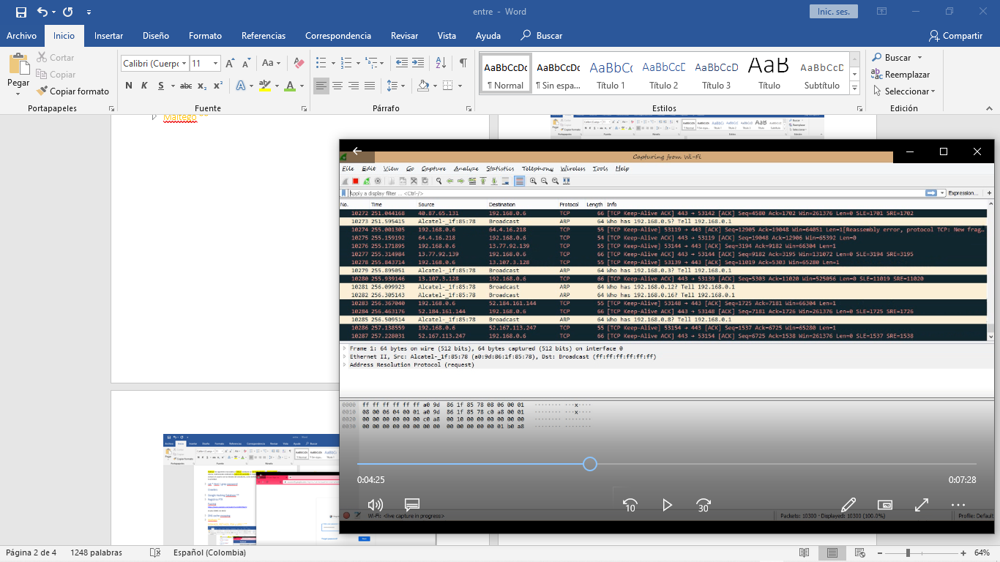 entre - Word
Inic. ses.
Archivo Inicio Insertar Diseño Formato Referencias Correspondencia Revisar Vista Ayuda Buscar Compartir
Pegar
Cortar
Copiar
Copiar formato
Portapapeles
Calibri (Cuerpo 11
N K S abc x₂ x²
Fuente
Párrafo
AaBbCcDc AaBbCcDc AaBbCc AaBbCcD AaBbCcD AaB AaBbCcD
¶ Normal ¶ Sin espa... Título 1 Título 2 Título 3 Título Subtítulo
Estilos
Buscar
Reemplazar
Seleccionar
Edición
Maltego
Capturing from Wi-Fi
File Edit View Go Capture Analyze Statistics Telephony Wireless Tools Help
Apply a display filter ... <Ctrl-/> Expression... +
No. Time Source Destination Protocol Length Info
10272 251.044168 40.87.65.131 192.168.0.6 TCP 66 [TCP Keep-Alive ACK] 443 → 53142 [ACK] Seq=4580 Ack=1702 Win=261376 Len=0 SLE=1701 SRE=1702
10273 251.595415 Alcatel-_1f:85:78 Broadcast ARP 64 Who has 192.168.0.5? Tell 192.168.0.1
10274 255.001305 192.168.0.6 64.4.16.218 TCP 55 [TCP Keep-Alive] 53119 → 443 [ACK] Seq=12905 Ack=19048 Win=64051 Len=1[Reassembly error, protocol TCP: New frag...
10275 255.159192 64.4.16.218 192.168.0.6 TCP 54 [TCP Keep-Alive ACK] 443 → 53119 [ACK] Seq=19048 Ack=12906 Win=65392 Len=0
10276 255.171895 192.168.0.6 13.77.92.139 TCP 55 [TCP Keep-Alive] 53144 → 443 [ACK] Seq=3194 Ack=9182 Win=66304 Len=1
10277 255.314984 13.77.92.139 192.168.0.6 TCP 66 [TCP Keep-Alive ACK] 443 → 53144 [ACK] Seq=9182 Ack=3195 Win=131072 Len=0 SLE=3194 SRE=3195
10278 255.843714 192.168.0.6 13.107.3.128 TCP 55 [TCP Keep-Alive] 53139 → 443 [ACK] Seq=11019 Ack=5303 Win=65280 Len=1
10279 255.895051 Alcatel-_1f:85:78 Broadcast ARP 64 Who has 192.168.0.3? Tell 192.168.0.1
10280 255.939146 13.107.3.128 192.168.0.6 TCP 66 [TCP Keep-Alive ACK] 443 → 53139 [ACK] Seq=5303 Ack=11020 Win=525056 Len=0 SLE=11019 SRE=11020
10281 256.099923 Alcatel-_1f:85:78 Broadcast ARP 64 Who has 192.168.0.12? Tell 192.168.0.1
10282 256.305143 Alcatel-_1f:85:78 Broadcast ARP 64 Who has 192.168.0.16? Tell 192.168.0.1
10283 256.367040 192.168.0.6 52.184.161.144 TCP 55 [TCP Keep-Alive] 53148 → 443 [ACK] Seq=1725 Ack=7181 Win=66304 Len=1
10284 256.463176 52.184.161.144 192.168.0.6 TCP 66 [TCP Keep-Alive ACK] 443 → 53148 [ACK] Seq=7181 Ack=1726 Win=261376 Len=0 SLE=1725 SRE=1726
10285 256.509514 Alcatel-_1f:85:78 Broadcast ARP 64 Who has 192.168.0.8? Tell 192.168.0.1
10286 257.138559 192.168.0.6 52.167.113.247 TCP 55 [TCP Keep-Alive] 53154 → 443 [ACK] Seq=1537 Ack=6725 Win=65280 Len=1
10287 257.228031 52.167.113.247 192.168.0.6 TCP 66 [TCP Keep-Alive ACK] 443 → 53154 [ACK] Seq=6725 Ack=1538 Win=261376 Len=0 SLE=1537 SRE=1538
Frame 1: 64 bytes on wire (512 bits), 64 bytes captured (512 bits) on interface 0
Ethernet II, Src: Alcatel-_1f:85:78 (a0:9d:86:1f:85:78), Dst: Broadcast (ff:ff:ff:ff:ff:ff)
Address Resolution Protocol (request)
0000 ff ff ff ff ff ff a0 9d 86 1f 85 78 08 06 00 01 ········ ···x····
0010 08 00 06 04 00 01 a0 9d 86 1f 85 78 c0 a8 00 01 ········ ···x····
0020 00 00 00 00 00 00 c0 a8 00 10 00 00 00 00 00 00 ········ ········
0030 00 00 00 00 00 00 00 00 00 00 00 00 01 b0 a8 ········ ········
0:04:25 0:07:28
10 30
Wi-Fi: <live capture in progress> Packets: 10300 · Displayed: 10300 (100.0%) Profile: Default
Página 2 de 4 1248 palabras Español (Colombia) 64%